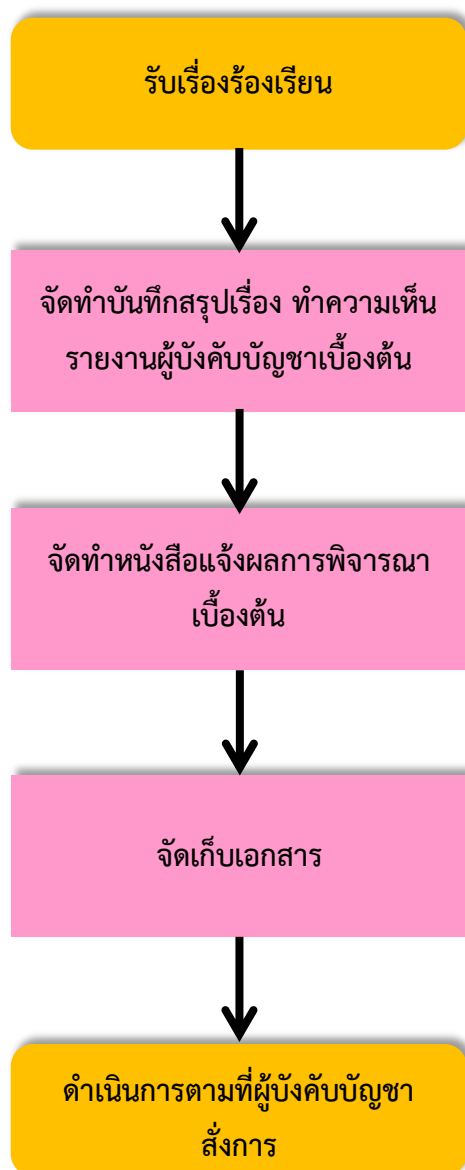 รับเรื่องร้องเรียน
จัดทำบันทึกสรุปเรื่อง ทำความเห็น
รายงานผู้บังคับบัญชาเบื้องต้น
จัดทำหนังสือแจ้งผลการพิจารณา
เบื้องต้น
จัดเก็บเอกสาร
ดำเนินการตามที่ผู้บังคับบัญชา
สั่งการ